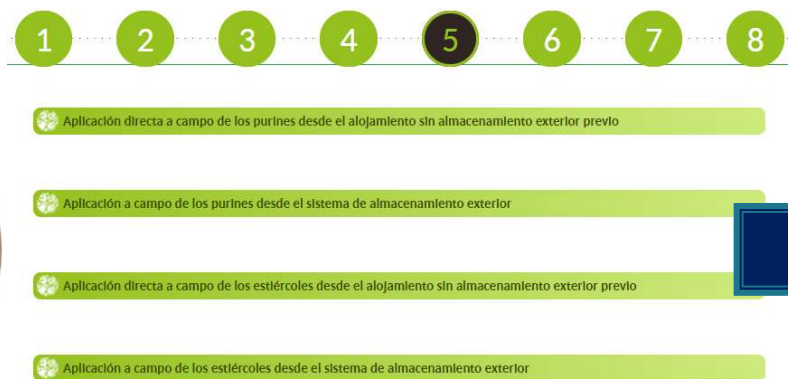 1 2 3 4 5 6 7 8
Aplicación directa a campo de los purines desde el alojamiento sin almacenamiento exterior previo
Aplicación a campo de los purines desde el sistema de almacenamiento exterior
Aplicación directa a campo de los estiércoles desde el alojamiento sin almacenamiento exterior previo
Aplicación a campo de los estiércoles desde el sistema de almacenamiento exterior